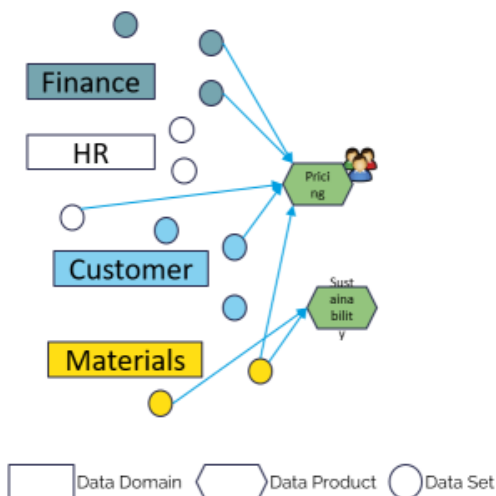 Finance
HR
Prici
ng
Customer
Sust
aina
bilit
y
Materials
Data Domain
Data Product
Data Set